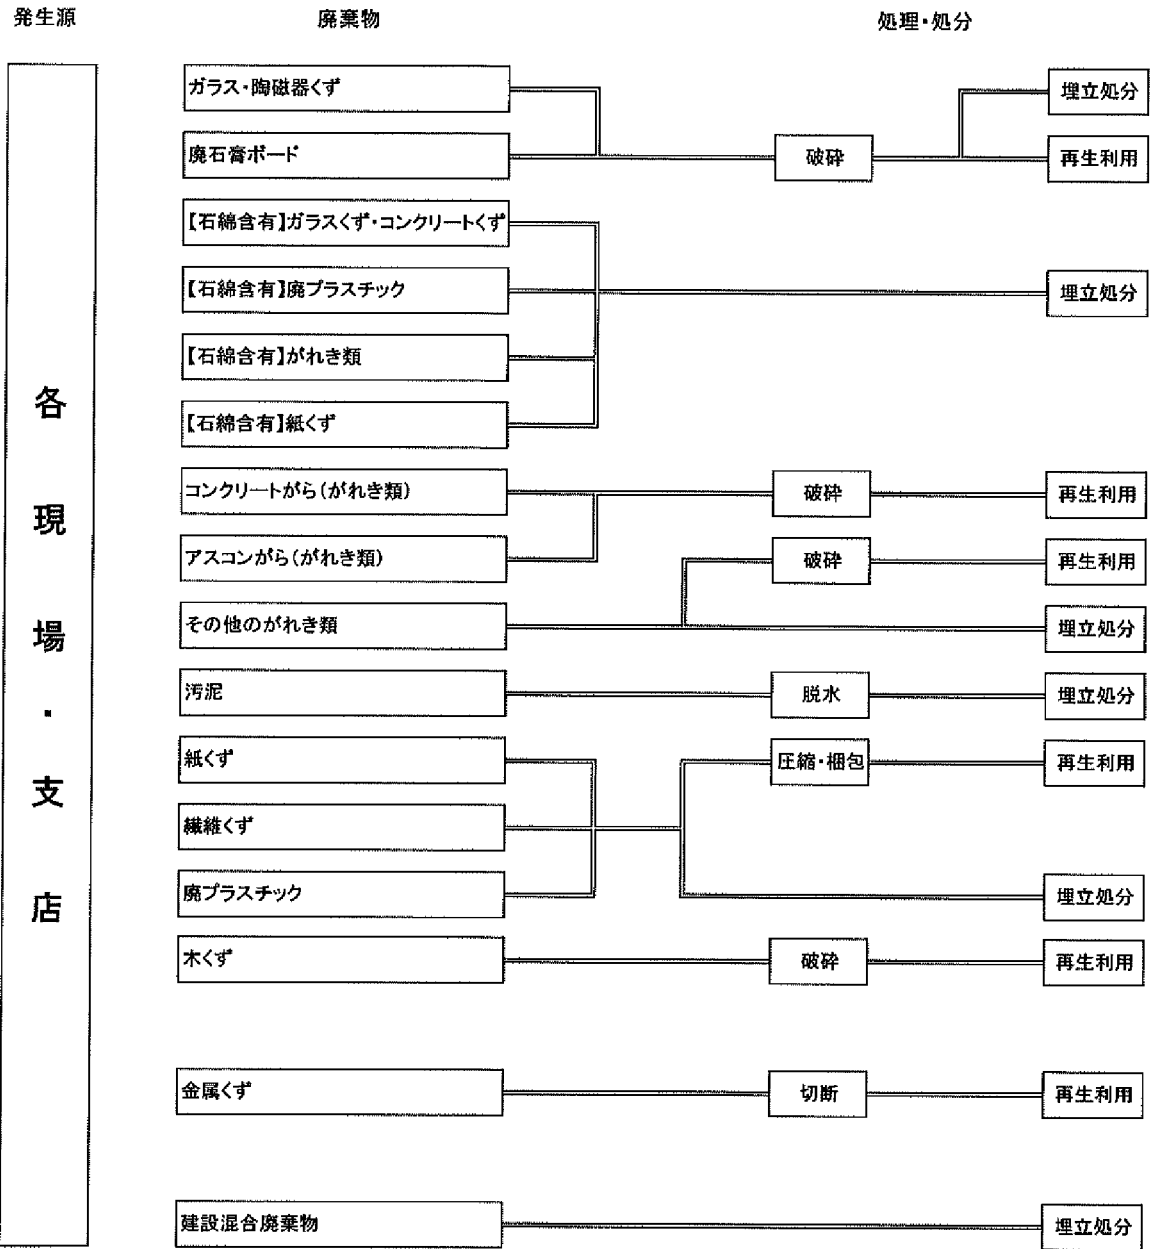 発生源 廃棄物 処理・処分
各現場・支店
ガラス・陶磁器くず 埋立処分
廃石膏ボード 破砕 再生利用
【石綿含有】ガラスくず・コンクリートくず
【石綿含有】廃プラスチック 埋立処分
【石綿含有】がれき類
【石綿含有】紙くず
コンクリートがら(がれき類) 破砕 再生利用
アスコンがら(がれき類) 破砕 再生利用
その他のがれき類 埋立処分
汚泥 脱水 埋立処分
紙くず 圧縮・梱包 再生利用
繊維くず
廃プラスチック 埋立処分
木くず 破砕 再生利用
金属くず 切断 再生利用
建設混合廃棄物 埋立処分